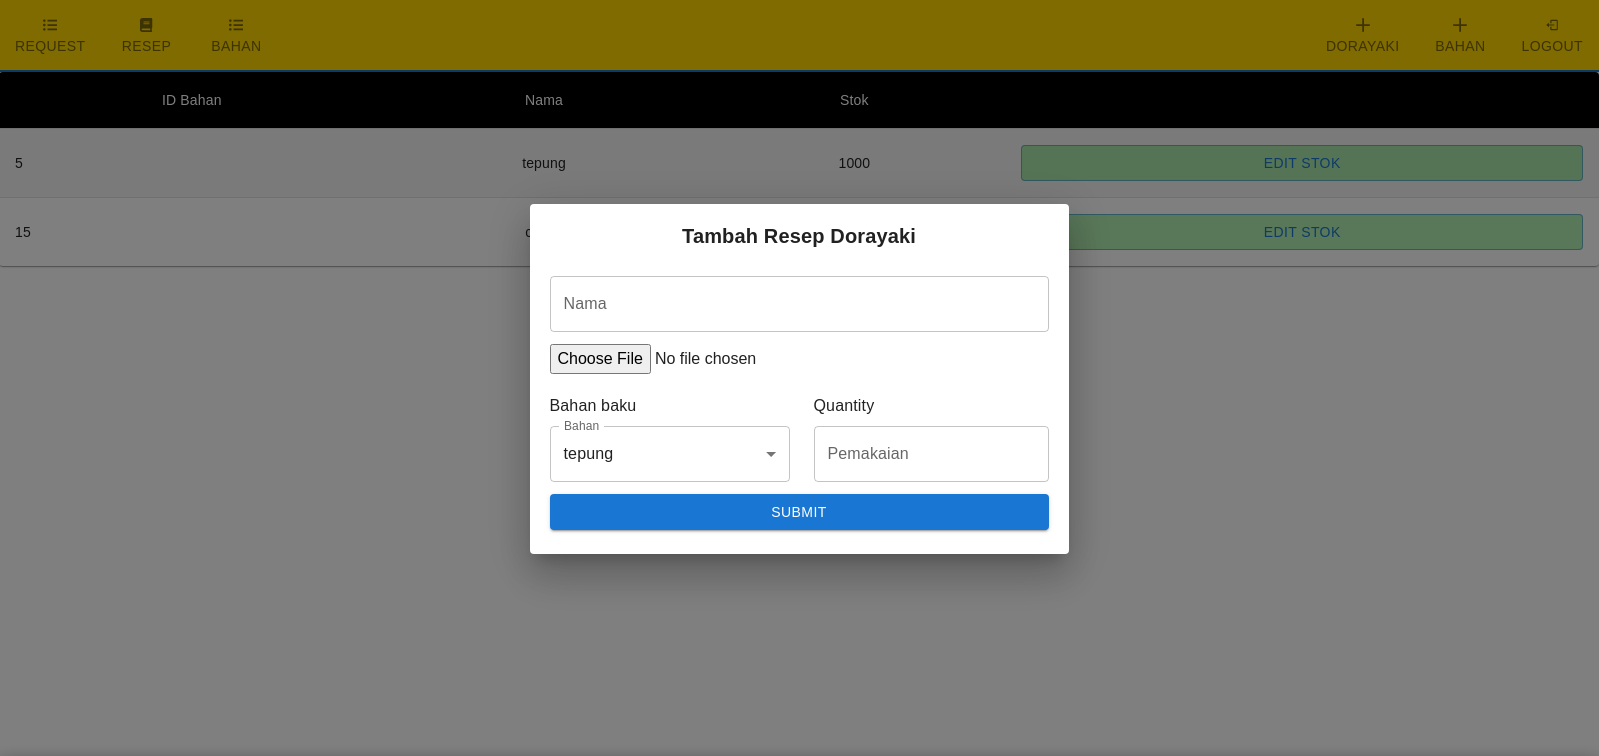 REQUEST RESEP BAHAN DORAYAKI BAHAN LOGOUT
ID Bahan Nama Stok
5 tepung 1000 EDIT STOK
15 EDIT STOK
Tambah Resep Dorayaki
Nama
Choose File No file chosen
Bahan baku Quantity
Bahan
tepung Pemakaian
SUBMIT